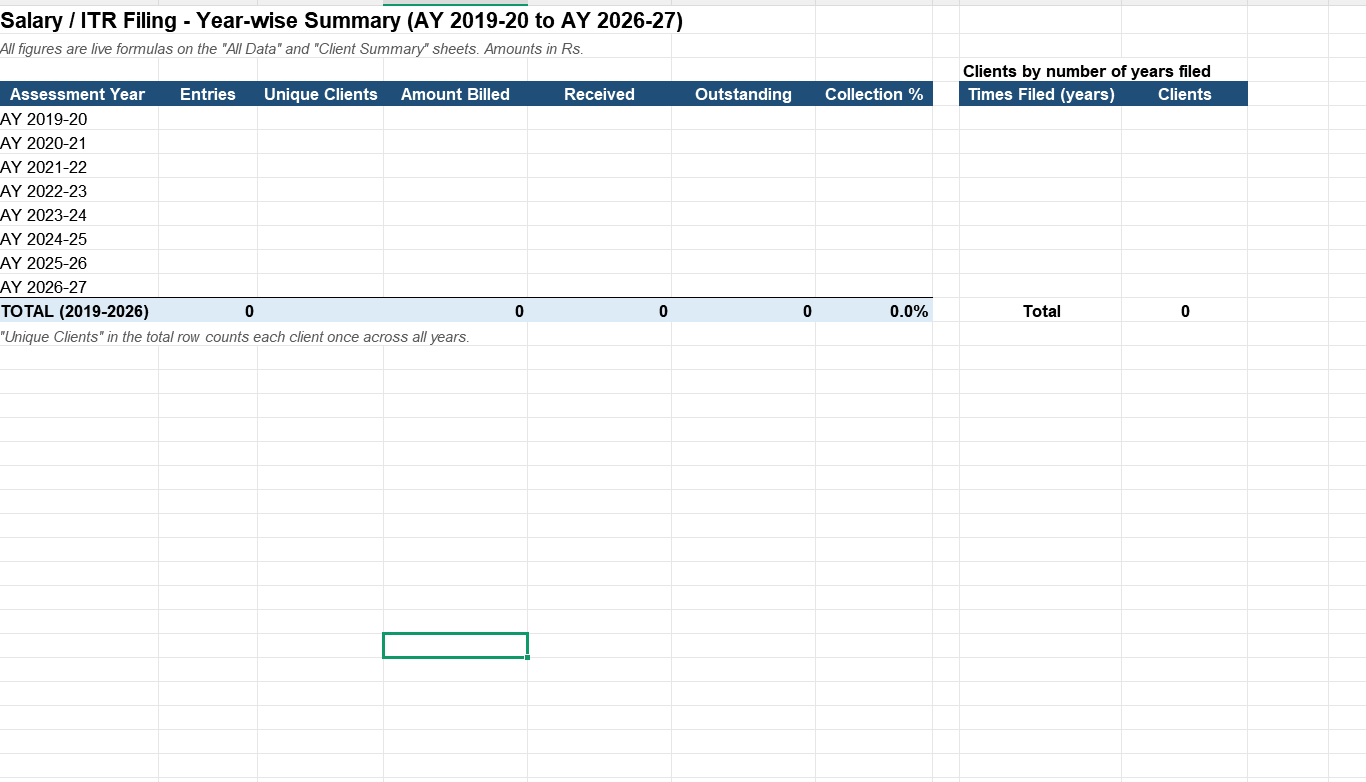 Salary / ITR Filing - Year-wise Summary (AY 2019-20 to AY 2026-27)
All figures are live formulas on the "All Data" and "Client Summary" sheets. Amounts in Rs.
Clients by number of years filed
Assessment Year Entries Unique Clients Amount Billed Received Outstanding Collection % Times Filed (years) Clients
AY 2019-20
AY 2020-21
AY 2021-22
AY 2022-23
AY 2023-24
AY 2024-25
AY 2025-26
AY 2026-27
TOTAL (2019-2026) 0 0 0 0 0.0% Total 0
"Unique Clients" in the total row counts each client once across all years.